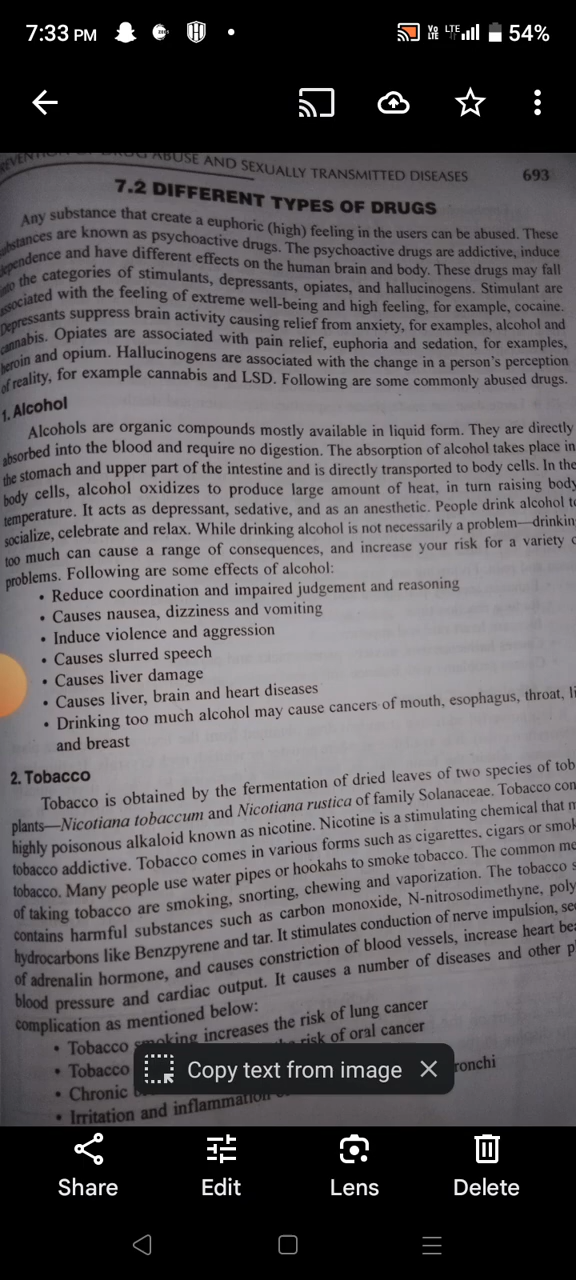 7:33 PM
Vo LTE LTE 54%
ABUSE AND SEXUALLY TRANSMITTED DISEASES 693
7.2 DIFFERENT TYPES OF DRUGS
Any substance that create a euphoric (high) feeling in the users can be abused. These
substances are known as psychoactive drugs. The psychoactive drugs are addictive, induce
dependence and have different effects on the human brain and body. These drugs may fall
into the categories of stimulants, depressants, opiates, and hallucinogens. Stimulant are
associated with the feeling of extreme well-being and high feeling, for example, cocaine.
Depressants suppress brain activity causing relief from anxiety, for examples, alcohol and
cannabis. Opiates are associated with pain relief, euphoria and sedation, for examples,
heroin and opium. Hallucinogens are associated with the change in a person's perception
of reality, for example cannabis and LSD. Following are some commonly abused drugs.
1. Alcohol
Alcohols are organic compounds mostly available in liquid form. They are directly
absorbed into the blood and require no digestion. The absorption of alcohol takes place in
the stomach and upper part of the intestine and is directly transported to body cells. In the
body cells, alcohol oxidizes to produce large amount of heat, in turn raising body
temperature. It acts as depressant, sedative, and as an anesthetic. People drink alcohol to
socialize, celebrate and relax. While drinking alcohol is not necessarily a problem—drinkin
too much can cause a range of consequences, and increase your risk for a variety o
problems. Following are some effects of alcohol:
• Reduce coordination and impaired judgement and reasoning
• Causes nausea, dizziness and vomiting
• Induce violence and aggression
• Causes slurred speech
• Causes liver damage
• Causes liver, brain and heart diseases
• Drinking too much alcohol may cause cancers of mouth, esophagus, throat, li
and breast
2. Tobacco
Tobacco is obtained by the fermentation of dried leaves of two species of tob
plants—Nicotiana tobaccum and Nicotiana rustica of family Solanaceae. Tobacco con
highly poisonous alkaloid known as nicotine. Nicotine is a stimulating chemical that m
tobacco addictive. Tobacco comes in various forms such as cigarettes, cigars or smok
tobacco. Many people use water pipes or hookahs to smoke tobacco. The common me
of taking tobacco are smoking, snorting, chewing and vaporization. The tobacco s
contains harmful substances such as carbon monoxide, N-nitrosodimethyne, poly
hydrocarbons like Benzpyrene and tar. It stimulates conduction of nerve impulsion, se
of adrenalin hormone, and causes constriction of blood vessels, increase heart bea
blood pressure and cardiac output. It causes a number of diseases and other p
complication as mentioned below:
• Tobacco smoking increases the risk of lung cancer
• Tobacco risk of oral cancer
• Chronic ronchi
• Irritation and inflammation
Copy text from image
Share Edit Lens Delete